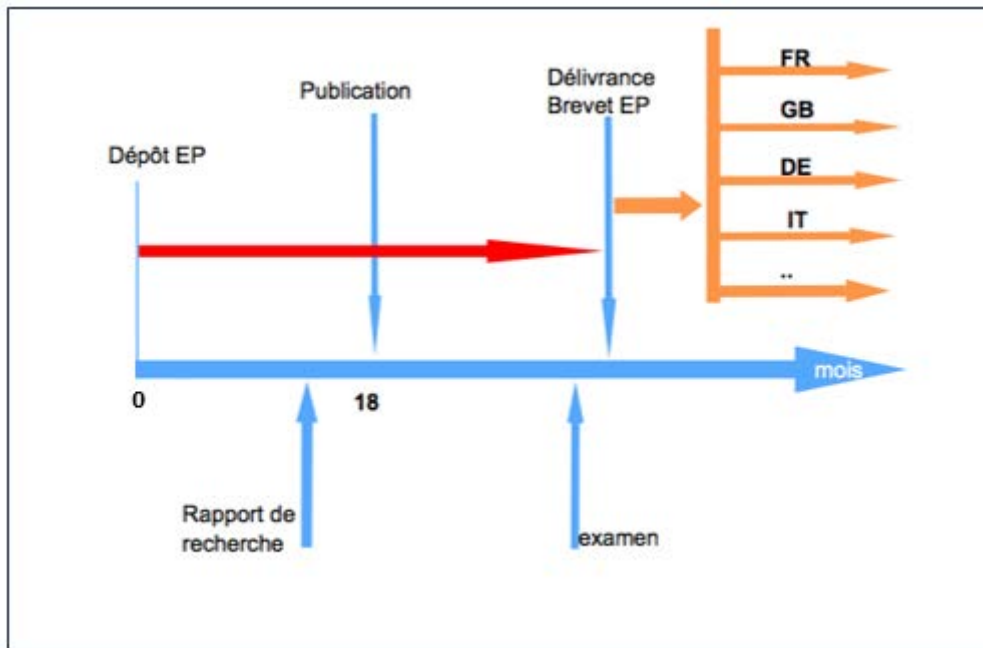 Dépôt EP
Publication
Délivrance
Brevet EP
FR
GB
DE
IT
..
mois
0
18
Rapport de
recherche
examen